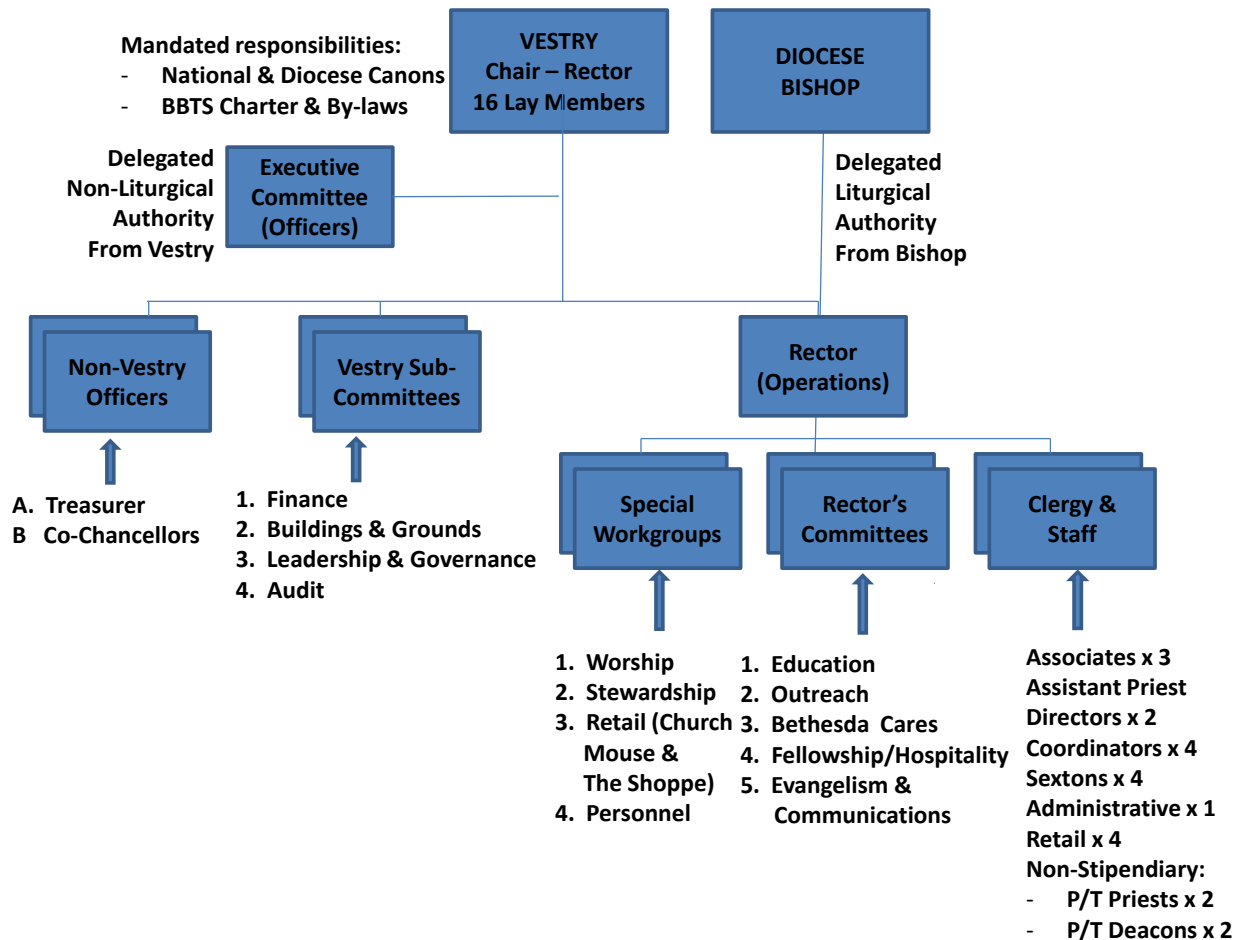 Mandated responsibilities:
- National & Diocese Canons
- BBTS Charter & By-laws
VESTRY
Chair – Rector
16 Lay Members
DIOCESE
BISHOP
Delegated
Non-Liturgical
Authority
From Vestry
Executive
Committee
(Officers)
Delegated
Liturgical
Authority
From Bishop
Non-Vestry
Officers
Vestry Sub-
Committees
Rector
(Operations)
A. Treasurer
B Co-Chancellors
1. Finance
2. Buildings & Grounds
3. Leadership & Governance
4. Audit
Special
Workgroups
Rector's
Committees
Clergy &
Staff
1. Worship
2. Stewardship
3. Retail (Church
Mouse &
The Shoppe)
4. Personnel
1. Education
2. Outreach
3. Bethesda Cares
4. Fellowship/Hospitality
5. Evangelism &
Communications
Associates x 3
Assistant Priest
Directors x 2
Coordinators x 4
Sextons x 4
Administrative x 1
Retail x 4
Non-Stipendiary:
- P/T Priests x 2
- P/T Deacons x 2